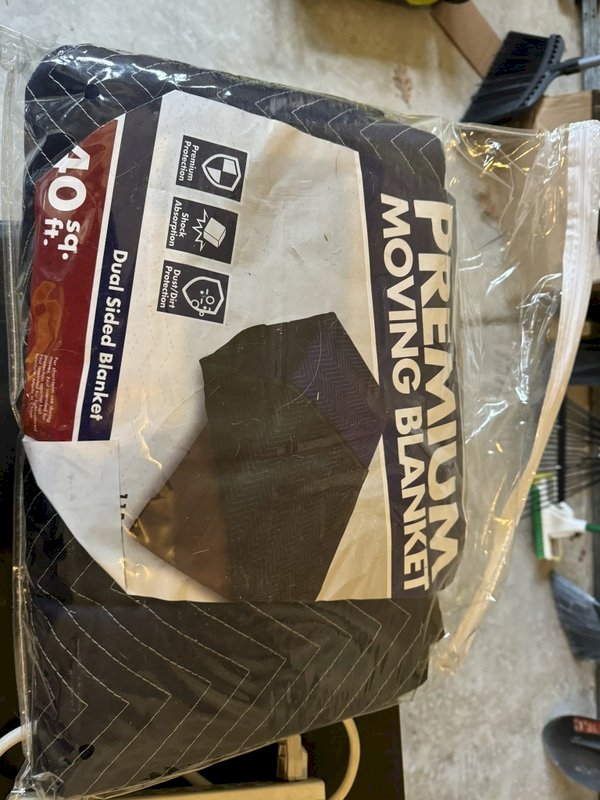 PREMIUM
MOVING BLANKET
Premium
Protection
Shock
Absorption
Dust/Dirt
Protection
Dual Sided Blanket
40 sq.
ft.